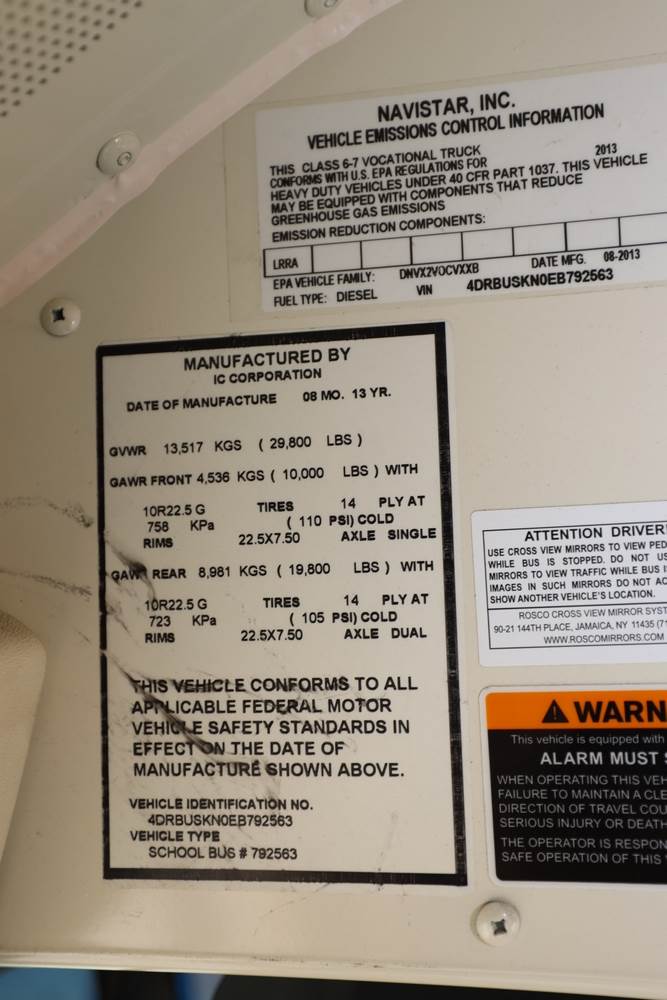 NAVISTAR, INC.
VEHICLE EMISSIONS CONTROL INFORMATION
THIS CLASS 6-7 VOCATIONAL TRUCK 2013
CONFORMS WITH U.S. EPA REGULATIONS FOR
HEAVY DUTY VEHICLES UNDER 40 CFR PART 1037. THIS VEHICLE
MAY BE EQUIPPED WITH COMPONENTS THAT REDUCE
GREENHOUSE GAS EMISSIONS
EMISSION REDUCTION COMPONENTS:
LRRA
EPA VEHICLE FAMILY: DNVX2VOCVXXB DATE MFG. 08-2013
FUEL TYPE: DIESEL VIN 4DRBUSKN0EB792563
MANUFACTURED BY
IC CORPORATION
DATE OF MANUFACTURE 08 MO. 13 YR.
GVWR 13,517 KGS ( 29,800 LBS )
GAWR FRONT 4,536 KGS ( 10,000 LBS ) WITH
10R22.5 G TIRES 14 PLY AT
758 KPa ( 110 PSI) COLD
RIMS 22.5X7.50 AXLE SINGLE
GAWR REAR 8,981 KGS ( 19,800 LBS ) WITH
10R22.5 G TIRES 14 PLY AT
723 KPa ( 105 PSI) COLD
RIMS 22.5X7.50 AXLE DUAL
THIS VEHICLE CONFORMS TO ALL
APPLICABLE FEDERAL MOTOR
VEHICLE SAFETY STANDARDS IN
EFFECT ON THE DATE OF
MANUFACTURE SHOWN ABOVE.
VEHICLE IDENTIFICATION NO.
4DRBUSKN0EB792563
VEHICLE TYPE
SCHOOL BUS # 792563
ATTENTION DRIVER
USE CROSS VIEW MIRRORS TO VIEW PED
WHILE BUS IS STOPPED. DO NOT US
MIRRORS TO VIEW TRAFFIC WHILE BUS I
IMAGES IN SUCH MIRRORS DO NOT AC
SHOW ANOTHER VEHICLE'S LOCATION.
ROSCO CROSS VIEW MIRROR SYST
90-21 144TH PLACE, JAMAICA, NY 11435 (71
WWW.ROSCOMIRRORS.COM
WARN
This vehicle is equipped with
ALARM MUST S
WHEN OPERATING THIS VEH
FAILURE TO MAINTAIN A CLE
DIRECTION OF TRAVEL COU
SERIOUS INJURY OR DEATH
THE OPERATOR IS RESPON
SAFE OPERATION OF THIS